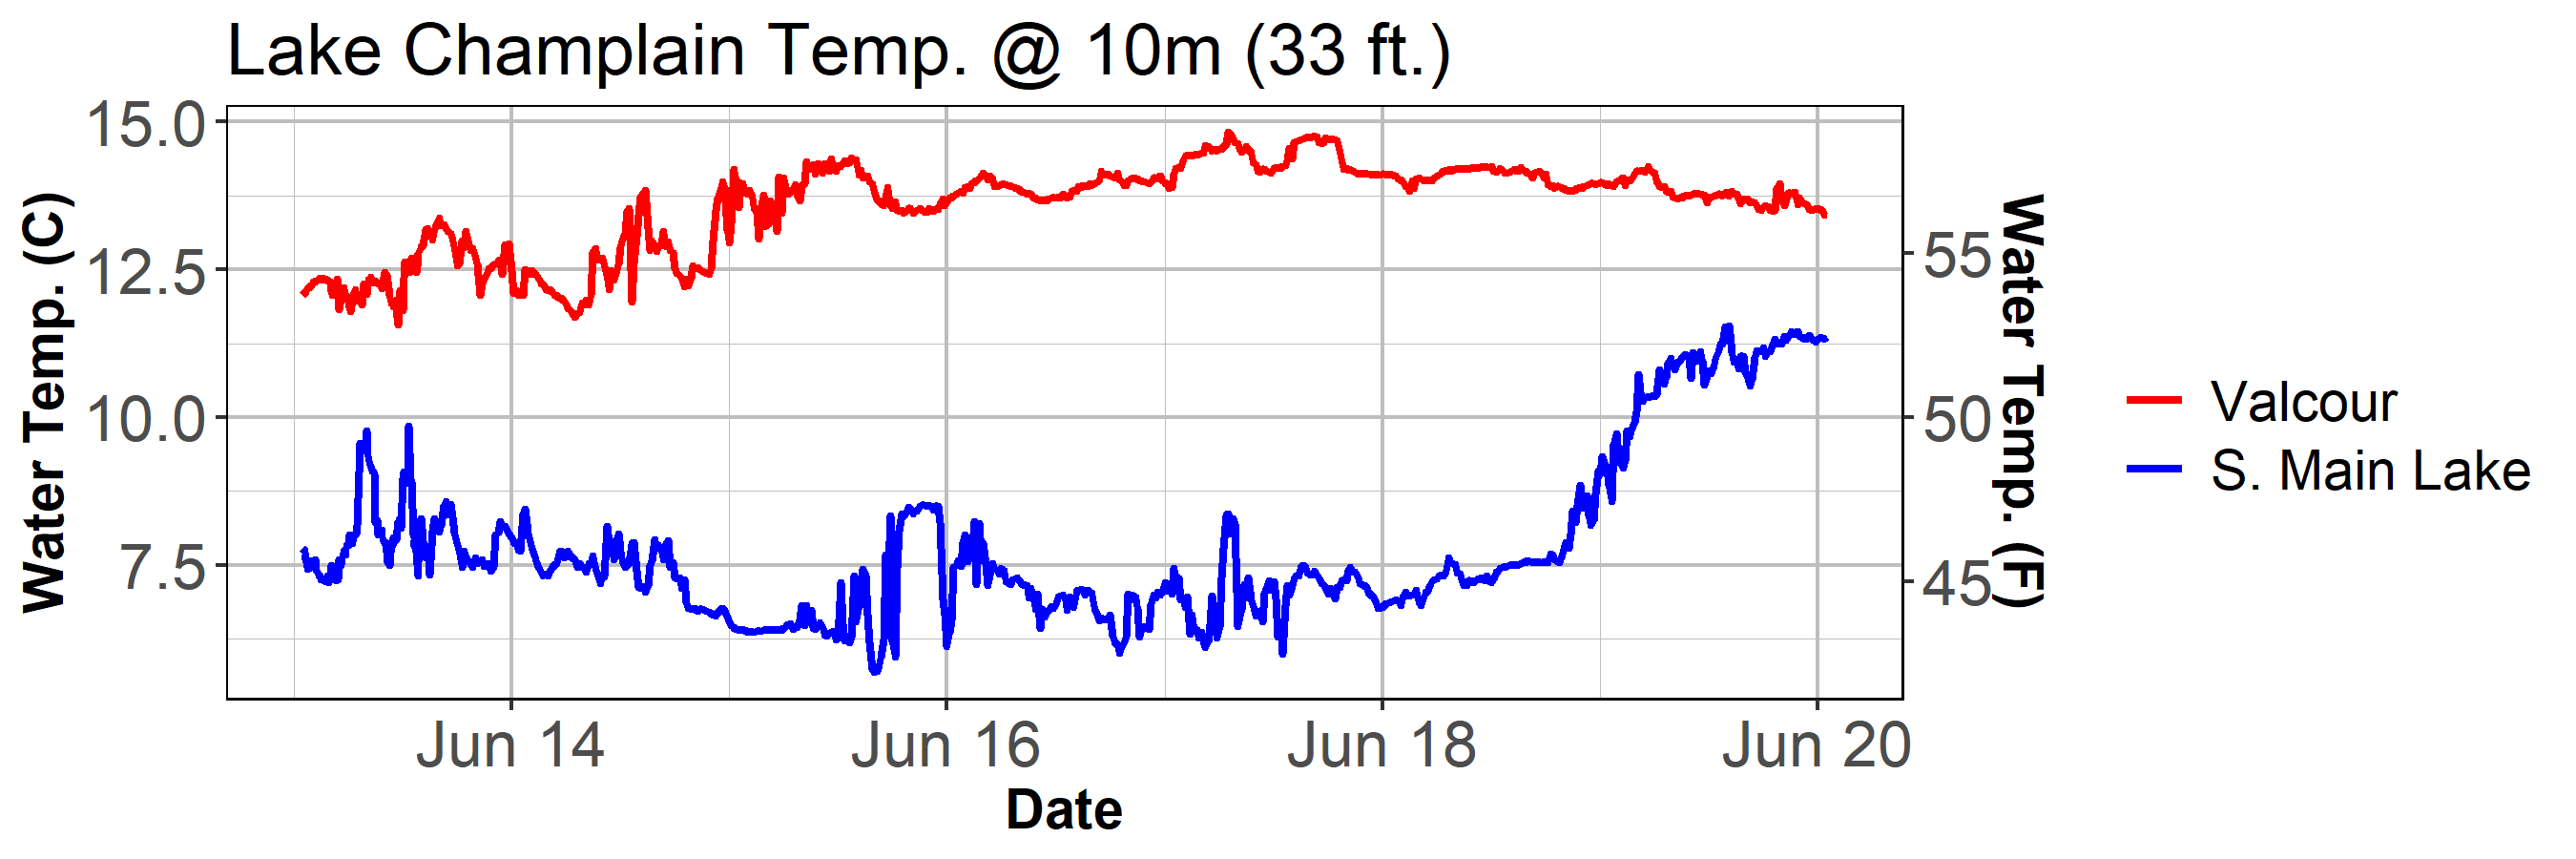 Lake Champlain Temp. @ 10m (33 ft.)
Water Temp. (C)
15.0
12.5
10.0
7.5
Water Temp. (F)
55
50
45
Jun 14
Jun 16
Jun 18
Jun 20
Date
Valcour
S. Main Lake